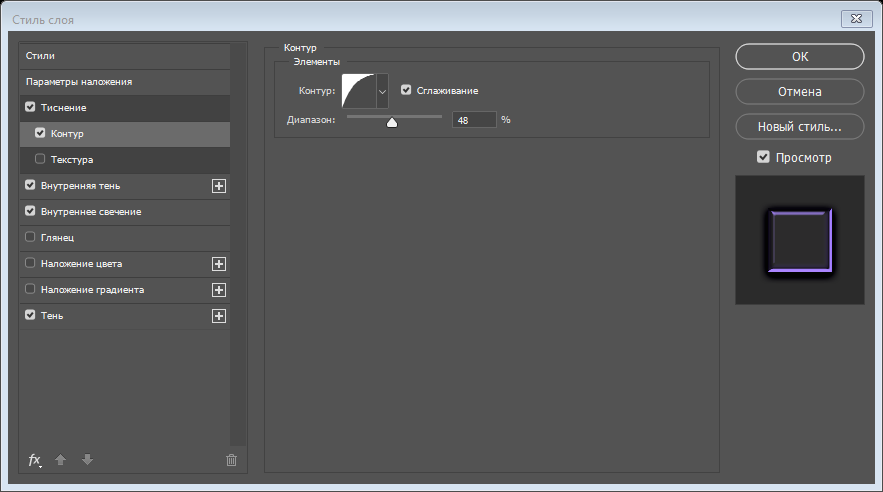 Стиль слоя
Стили
Параметры наложения
Тиснение
Контур
Текстура
Внутренняя тень
Внутреннее свечение
Глянец
Наложение цвета
Наложение градиента
Тень
fx
Контур
Элементы
Контур:
Сглаживание
Диапазон: 48 %
ОК
Отмена
Новый стиль...
Просмотр